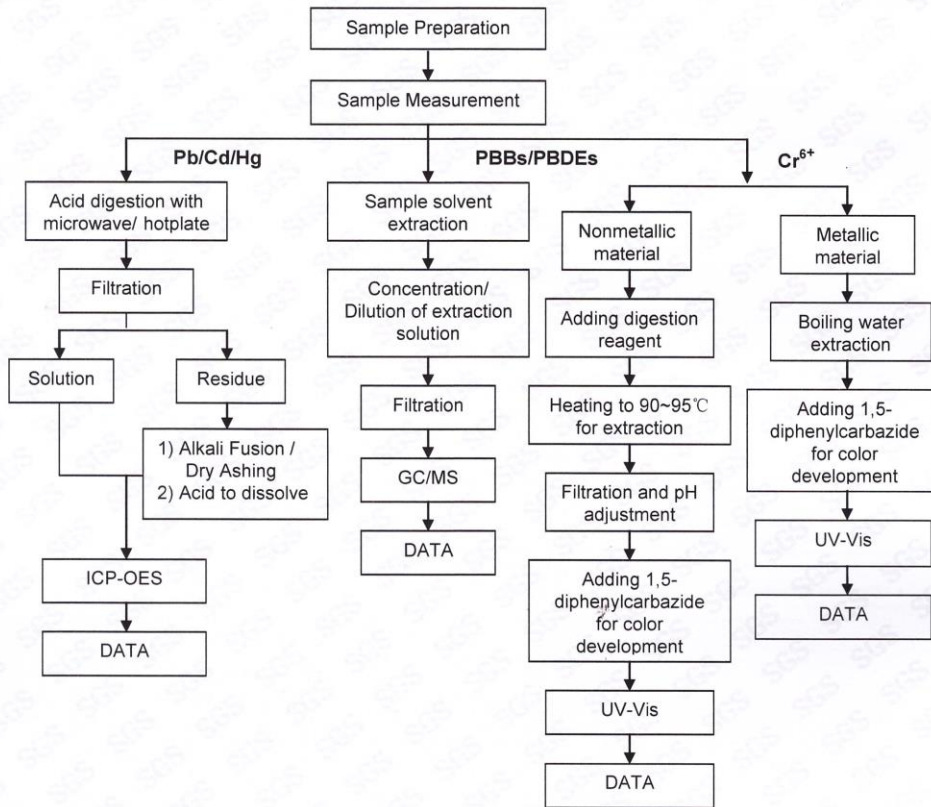 Sample Preparation
Sample Measurement
Pb/Cd/Hg
PBBs/PBDEs
Cr⁶⁺
Acid digestion with
microwave/ hotplate
Filtration
Solution
Residue
1) Alkali Fusion /
Dry Ashing
2) Acid to dissolve
ICP-OES
DATA
Sample solvent
extraction
Concentration/
Dilution of extraction
solution
Filtration
GC/MS
DATA
Nonmetallic
material
Adding digestion
reagent
Heating to 90~95℃
for extraction
Filtration and pH
adjustment
Adding 1,5-
diphenylcarbazide
for color
development
UV-Vis
DATA
Metallic
material
Boiling water
extraction
Adding 1,5-
diphenylcarbazide
for color
development
UV-Vis
DATA
SGS